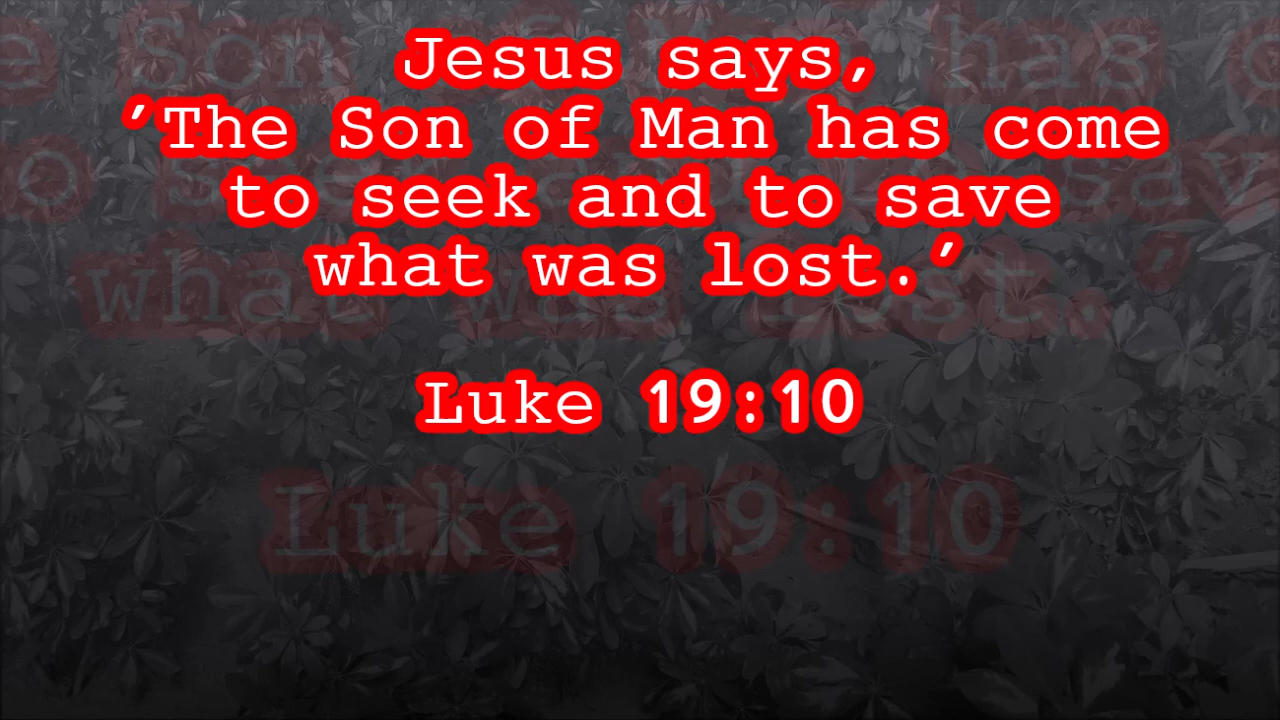 Jesus says,
’The Son of Man has come
to seek and to save
what was lost.’
Luke 19:10